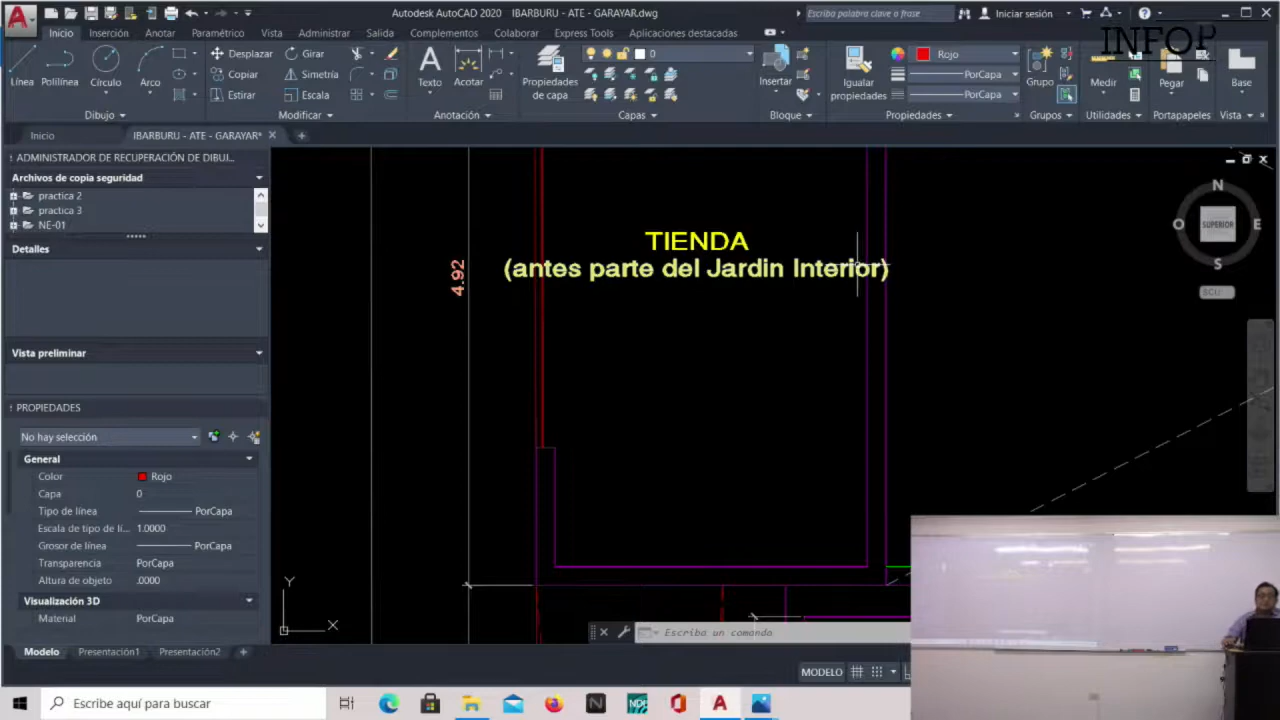 Autodesk AutoCAD 2020 IBARBURU - ATE - GARAYAR.dwg
Escriba palabra clave o frase
Iniciar sesión
INFOP
Inicio Inserción Anotar Paramétrico Vista Administrar Salida Complementos Colaborar Express Tools Aplicaciones destacadas
Línea Polilínea Círculo Arco
Desplazar Girar
Copiar Simetría
Estirar Escala
Texto Acotar
Propiedades de capa
0
Insertar
Igualar propiedades
Rojo
PorCapa
PorCapa
Grupo Medir Pegar Base
Dibujo Modificar Anotación Capas Bloque Propiedades Grupos Utilidades Portapapeles Vista
Inicio IBARBURU - ATE - GARAYAR*
ADMINISTRADOR DE RECUPERACIÓN DE DIBUJ...
Archivos de copia seguridad
practica 2
practica 3
NE-01
Detalles
Vista preliminar
PROPIEDADES
No hay selección
General
Color Rojo
Capa 0
Tipo de línea PorCapa
Escala de tipo de lí... 1.0000
Grosor de línea PorCapa
Transparencia PorCapa
Altura de objeto .0000
Visualización 3D
Material PorCapa
TIENDA
(antes parte del Jardin Interior)
4.92
N
O SUPERIOR E
S
SCU
Y
X
Escriba un comando
Modelo Presentación1 Presentación2
MODELO
Escribe aquí para buscar